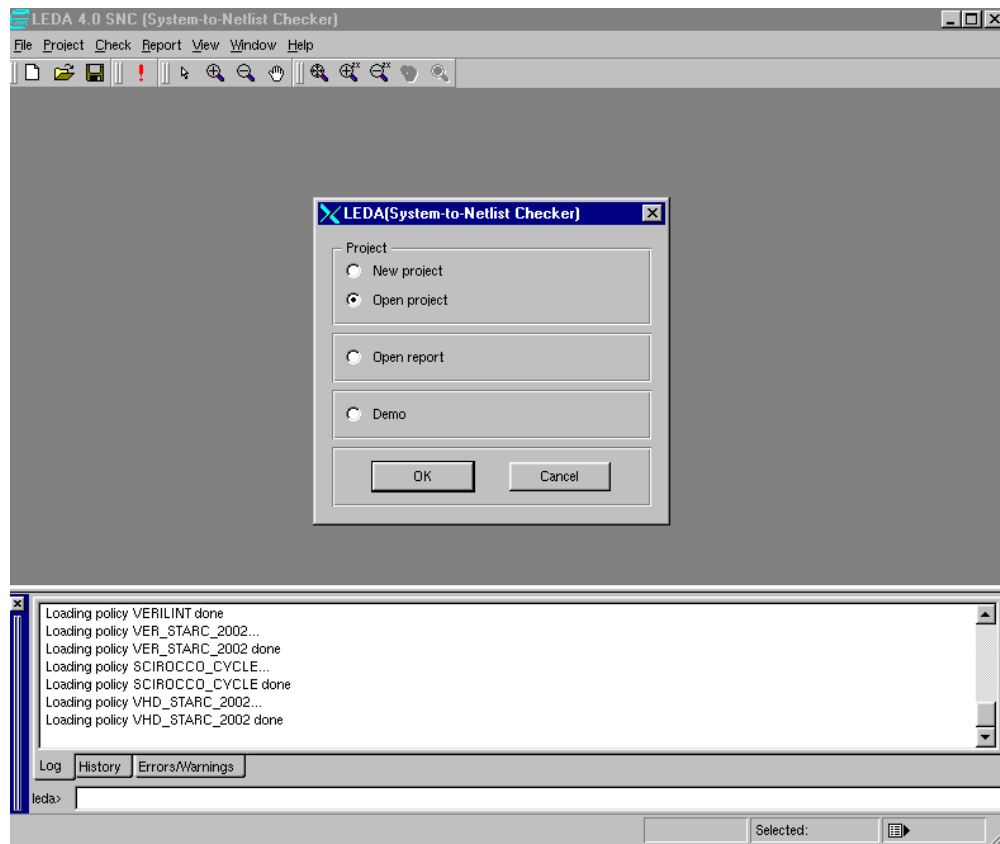 LEDA 4.0 SNC (System-to-Netlist Checker)
File Project Check Report View Window Help
LEDA(System-to-Netlist Checker)
Project
New project
Open project
Open report
Demo
OK Cancel
Loading policy VERILINT done
Loading policy VER_STARC_2002...
Loading policy VER_STARC_2002 done
Loading policy SCIROCCO_CYCLE...
Loading policy SCIROCCO_CYCLE done
Loading policy VHD_STARC_2002...
Loading policy VHD_STARC_2002 done
Log History Errors/Warnings
leda>
Selected: